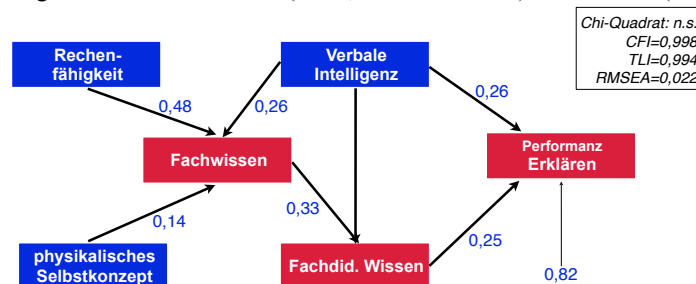 Chi-Quadrat: n.s.
CFI=0,998
TLI=0,994
RMSEA=0,022
Rechen-
fähigkeit
Verbale
Intelligenz
0,48
0,26
0,26
Fachwissen
Performanz
Erklären
0,14
0,33
0,25
physikalisches
Selbstkonzept
Fachdid. Wissen
0,82